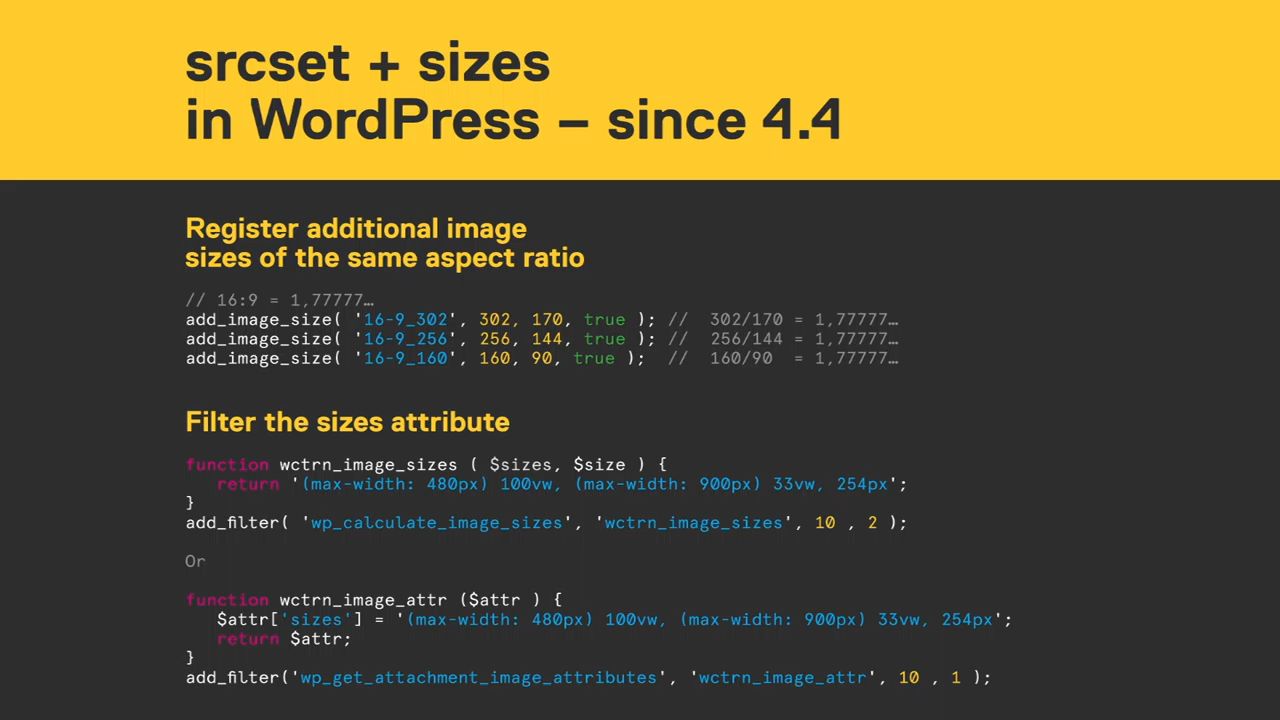 srcset + sizes
in WordPress – since 4.4
Register additional image
sizes of the same aspect ratio
// 16:9 = 1,77777…
add_image_size( '16-9_302', 302, 170, true ); // 302/170 = 1,77777…
add_image_size( '16-9_256', 256, 144, true ); // 256/144 = 1,77777…
add_image_size( '16-9_160', 160, 90, true ); // 160/90 = 1,77777…
Filter the sizes attribute
function wctrn_image_sizes ( $sizes, $size ) {
return '(max-width: 480px) 100vw, (max-width: 900px) 33vw, 254px';
}
add_filter( 'wp_calculate_image_sizes', 'wctrn_image_sizes', 10 , 2 );
Or
function wctrn_image_attr ($attr ) {
$attr['sizes'] = '(max-width: 480px) 100vw, (max-width: 900px) 33vw, 254px';
return $attr;
}
add_filter('wp_get_attachment_image_attributes', 'wctrn_image_attr', 10 , 1 );